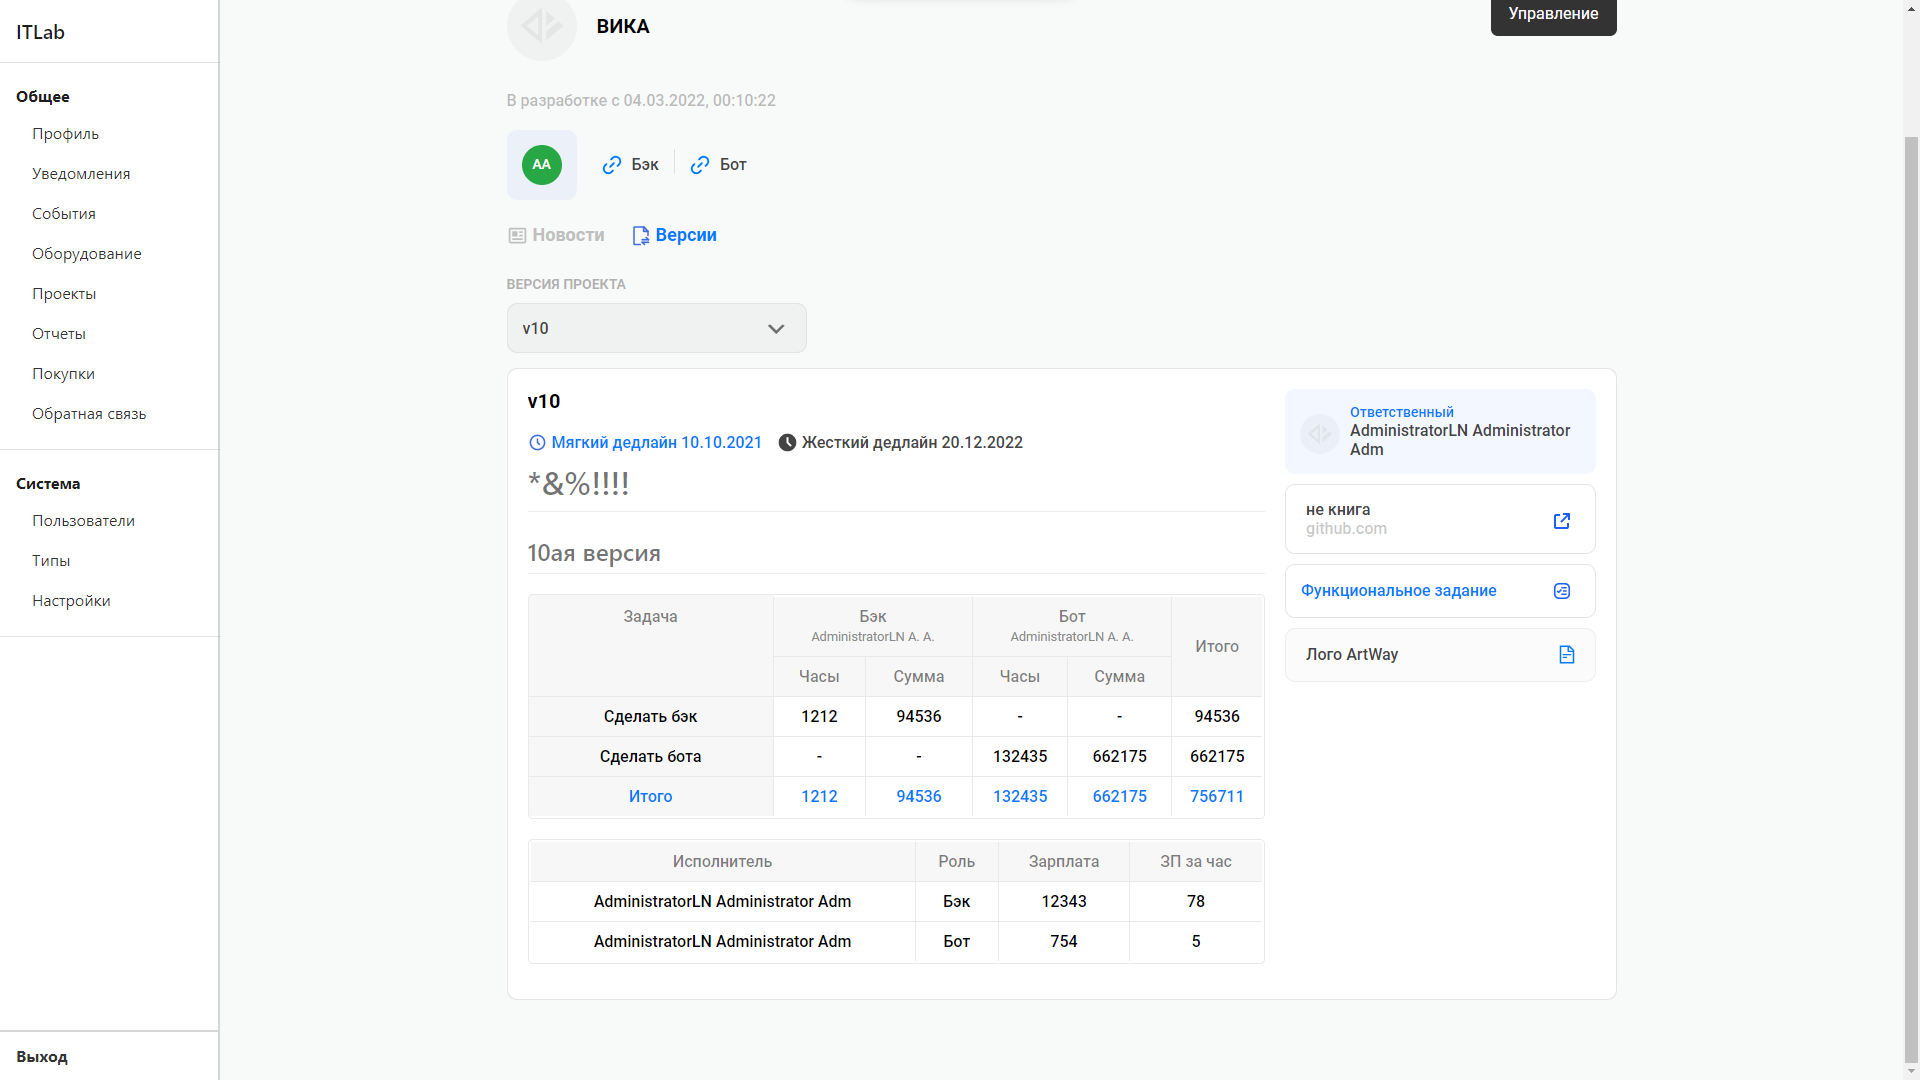 ITLab
Общее
Профиль
Уведомления
События
Оборудование
Проекты
Отчеты
Покупки
Обратная связь
Система
Пользователи
Типы
Настройки
Выход
ВИКА
Управление
В разработке с 04.03.2022, 00:10:22
AA
Бэк
Бот
Новости
Версии
ВЕРСИЯ ПРОЕКТА
v10
v10
Мягкий дедлайн 10.10.2021 Жесткий дедлайн 20.12.2022
*&%!!!!
10ая версия
Задача Бэк Бот Итого
AdministratorLN A. A. AdministratorLN A. A.
Часы Сумма Часы Сумма
Сделать бэк 1212 94536 - - 94536
Сделать бота - - 132435 662175 662175
Итого 1212 94536 132435 662175 756711
Исполнитель Роль Зарплата ЗП за час
AdministratorLN Administrator Adm Бэк 12343 78
AdministratorLN Administrator Adm Бот 754 5
Ответственный
AdministratorLN Administrator
Adm
не книга
github.com
Функциональное задание
Лого ArtWay